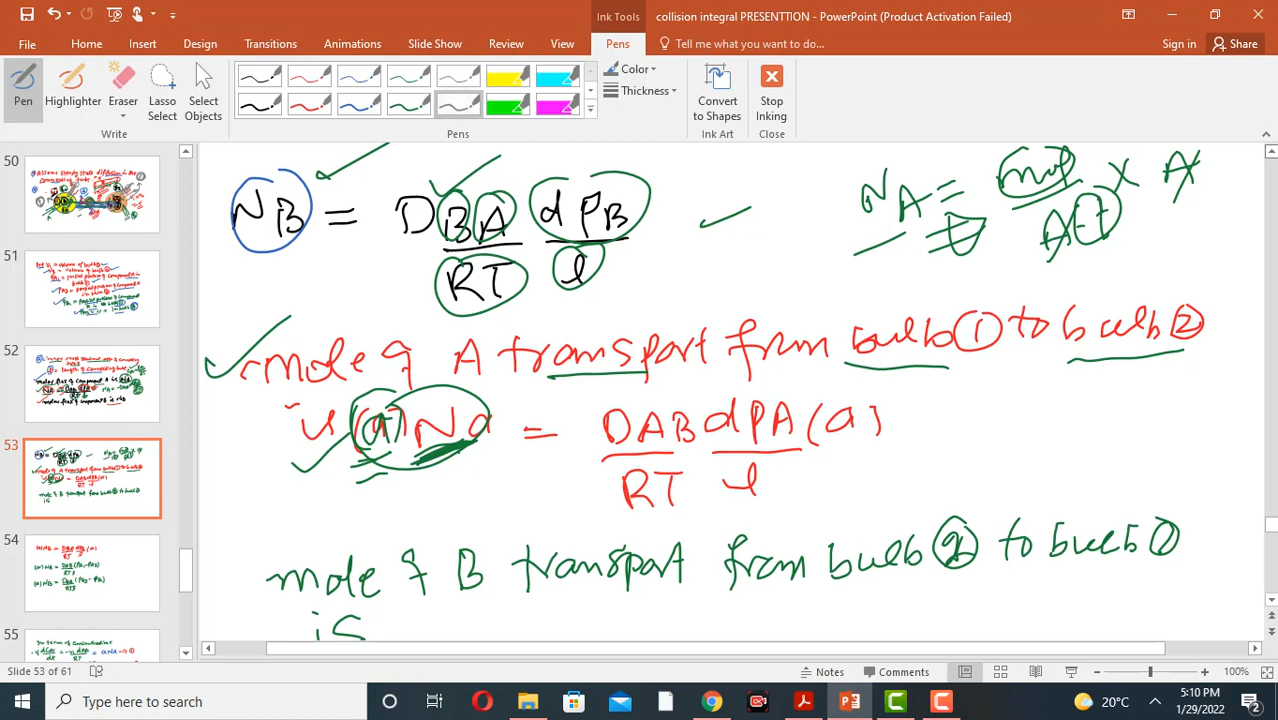 collision integral PRESENTTION - PowerPoint (Product Activation Failed)
Ink Tools
File Home Insert Design Transitions Animations Slide Show Review View Pens Tell me what you want to do... Sign in Share
Pen Highlighter Eraser Lasso Select Select Objects
Color
Thickness
Convert to Shapes
Stop Inking
Write Pens Ink Art Close
50
51
52
53
54
55
NB = DBA dPB
RT l
NA = mol X A
A t
mole of A transport from bulb 1 to bulb 2
is (a) Na = DAB dPA (a)
RT l
mole of B transport from bulb 2 to bulb 1
is
Slide 53 of 61 Notes Comments 100%
Type here to search 20°C 5:10 PM
1/29/2022 2